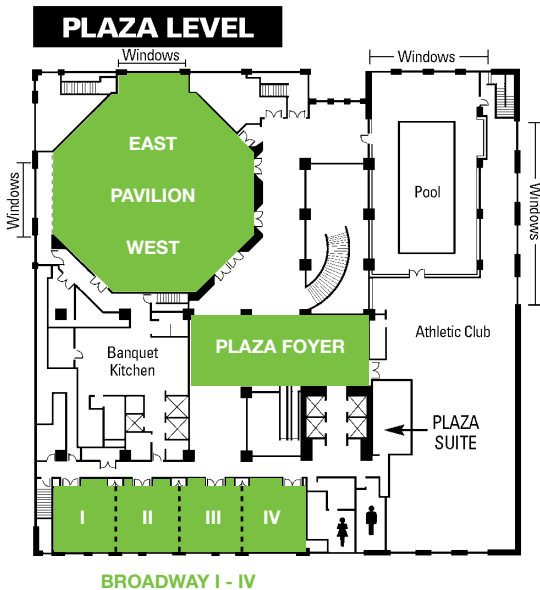 PLAZA LEVEL
Windows
Windows
EAST
PAVILION
WEST
Windows
Pool
Windows
PLAZA FOYER
Athletic Club
Banquet
Kitchen
PLAZA
SUITE
I
II
III
IV
BROADWAY I - IV